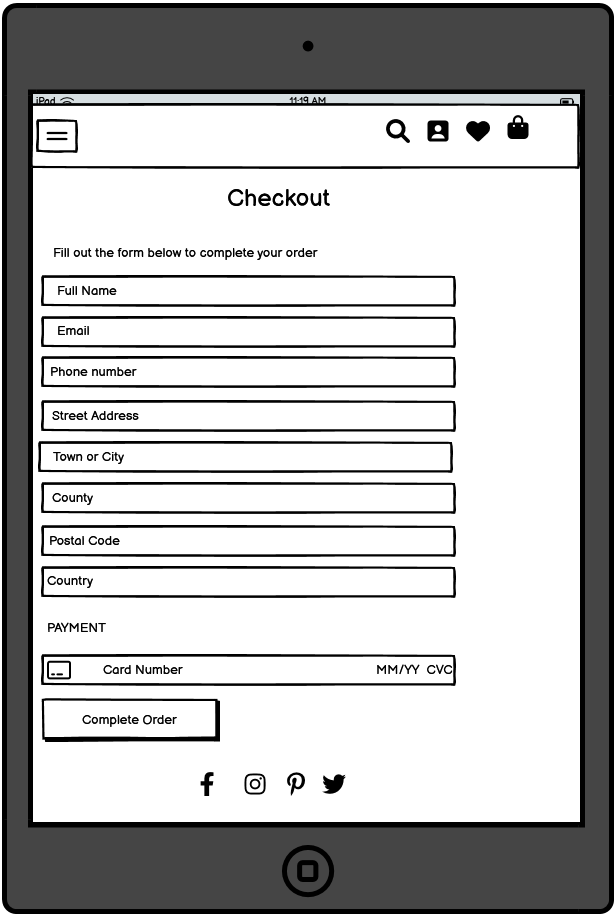 iPad 11:19 AM
Checkout
Fill out the form below to complete your order
Full Name
Email
Phone number
Street Address
Town or City
County
Postal Code
Country
PAYMENT
Card Number MM/YY CVC
Complete Order